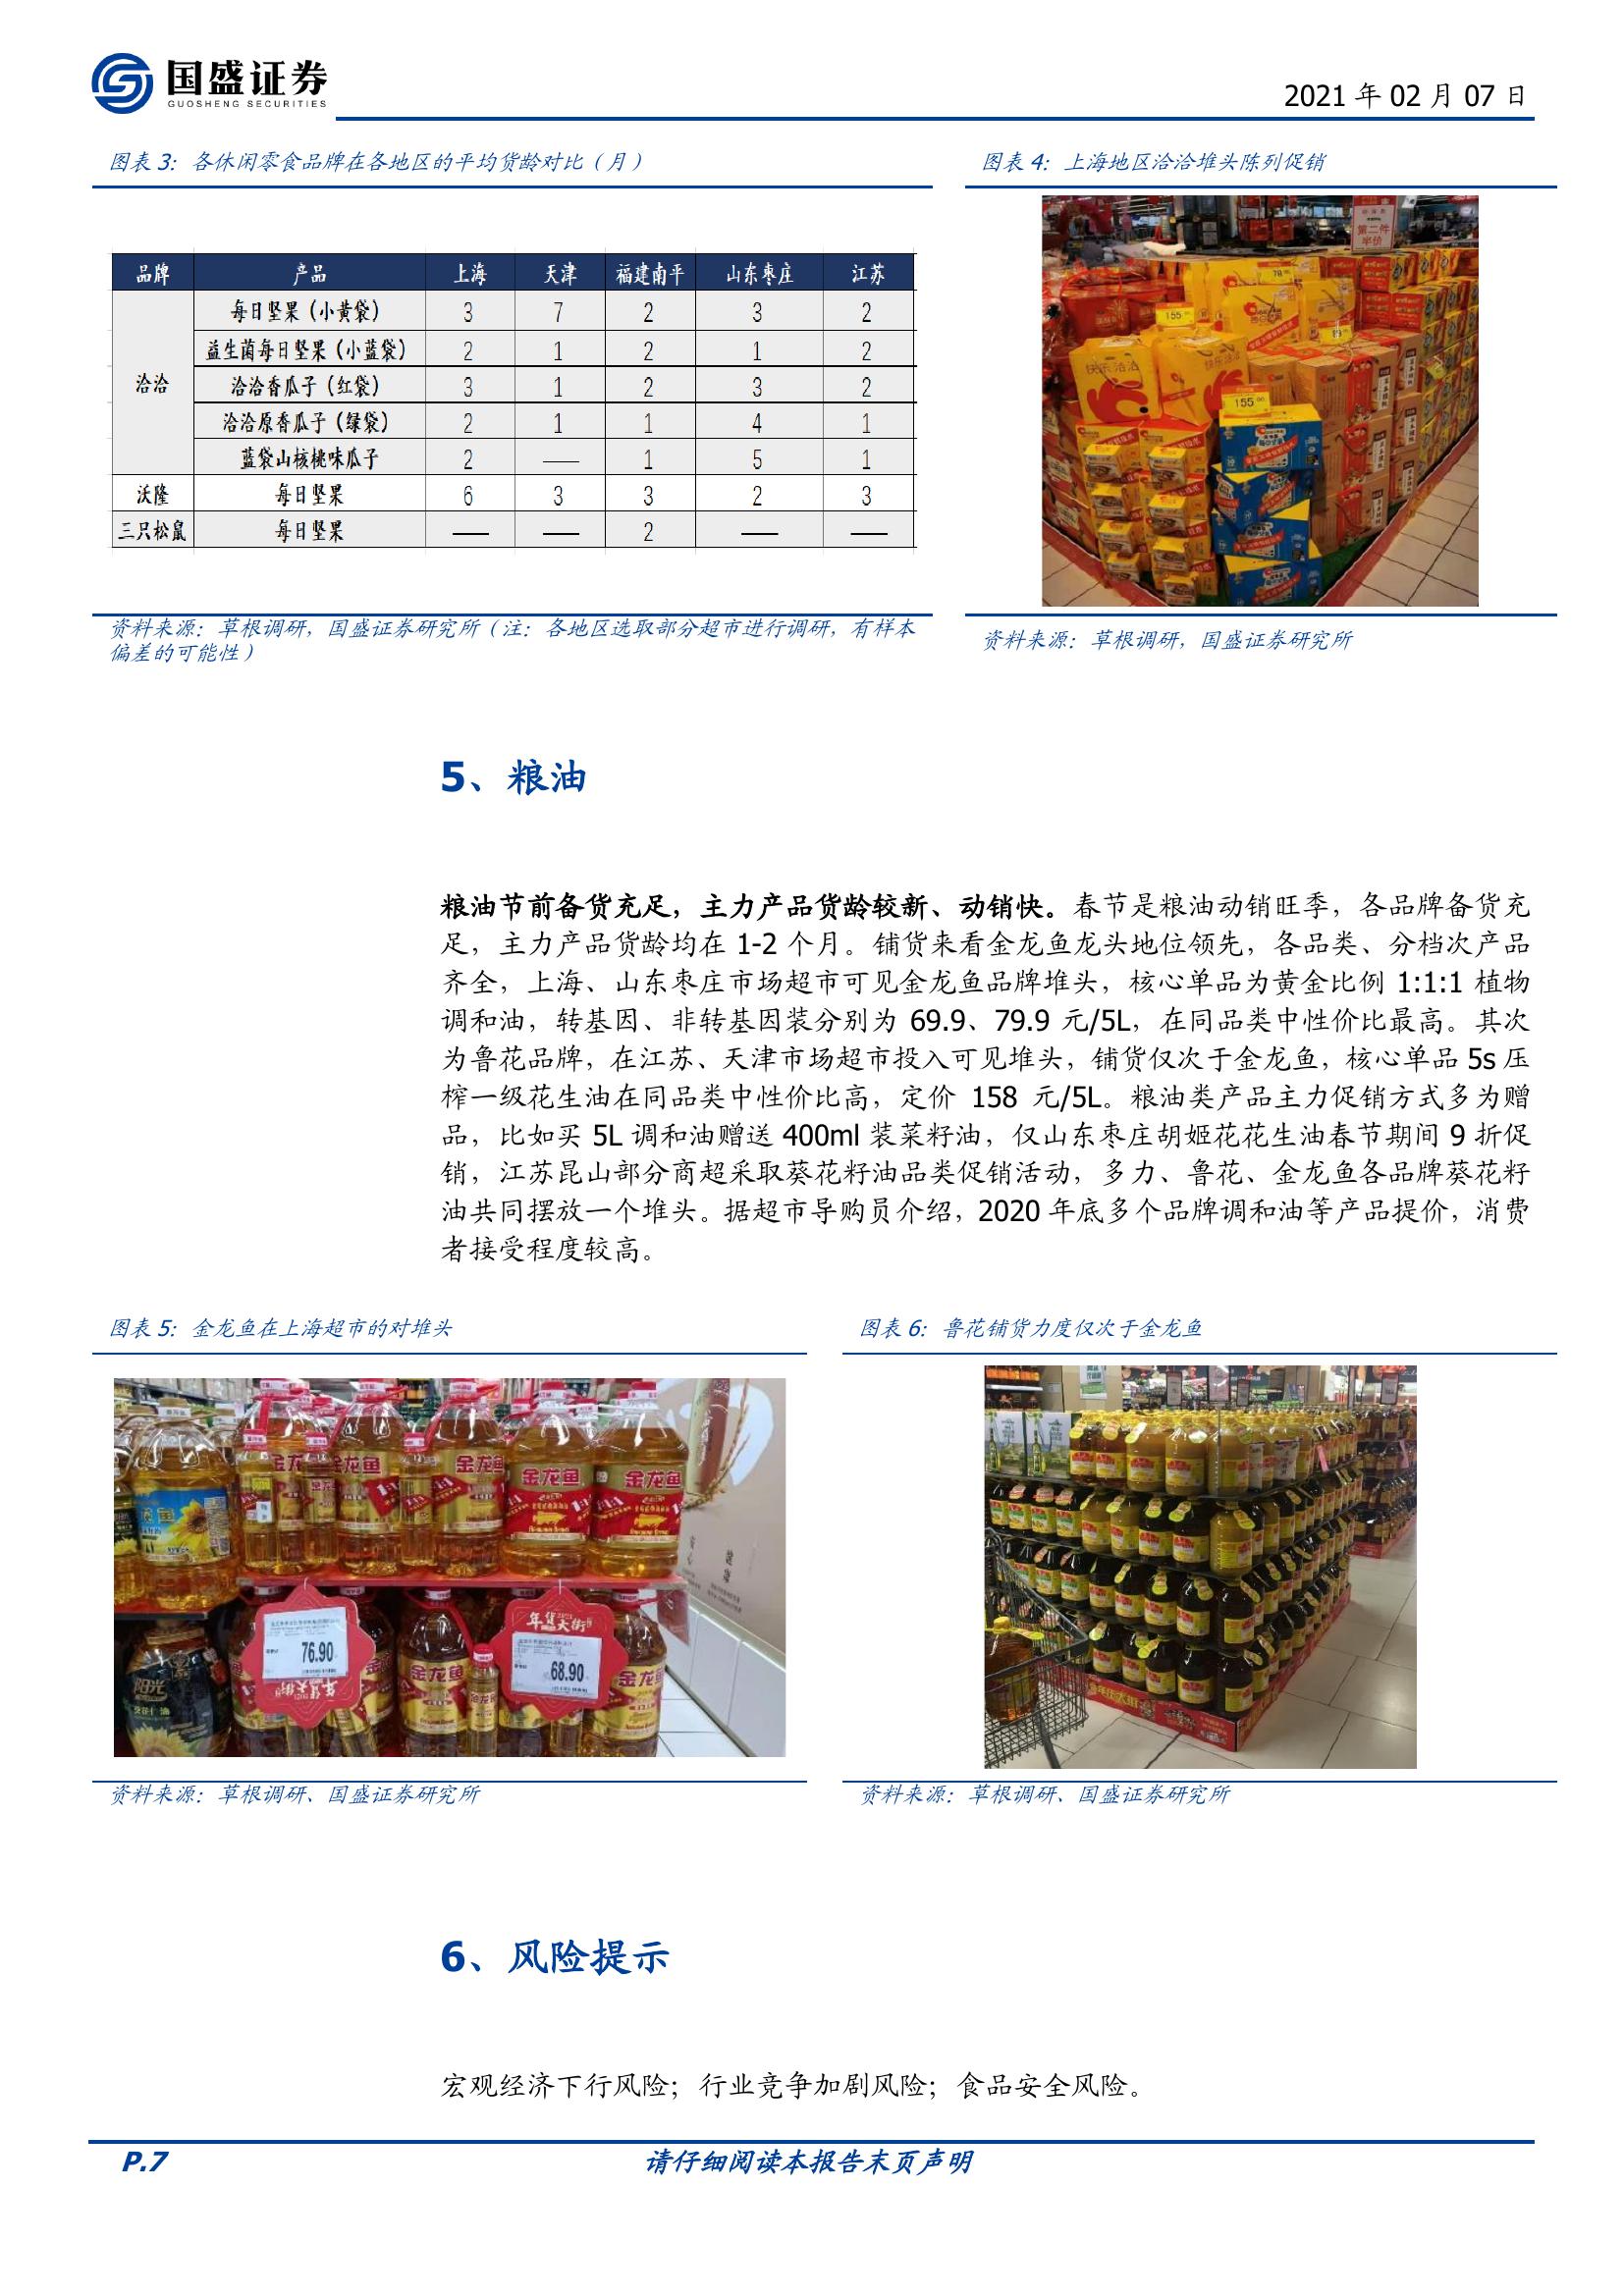 国盛证券
GUOSHENG SECURITIES
2021 年 02 月 07 日
图表 3：各休闲零食品牌在各地区的平均货龄对比（月）
品牌 产品 上海 天津 福建南平 山东枣庄 江苏
洽洽 每日坚果（小黄袋） 3 7 2 3 2
益生菌每日坚果（小蓝袋） 2 1 2 1 2
洽洽香瓜子（红袋） 3 1 2 3 2
洽洽原香瓜子（绿袋） 2 1 1 4 1
蓝袋山核桃味瓜子 2 —— 1 5 1
沃隆 每日坚果 6 3 3 2 3
三只松鼠 每日坚果 —— —— 2 —— ——
资料来源：草根调研，国盛证券研究所（注：各地区选取部分超市进行调研，有样本
偏差的可能性）
图表 4：上海地区洽洽堆头陈列促销
第二件
半价
155
155
快乐洽洽
资料来源：草根调研，国盛证券研究所
5、粮油
粮油节前备货充足，主力产品货龄较新、动销快。春节是粮油动销旺季，各品牌备货充
足，主力产品货龄均在 1-2 个月。铺货来看金龙鱼龙头地位领先，各品类、分档次产品
齐全，上海、山东枣庄市场超市可见金龙鱼品牌堆头，核心单品为黄金比例 1:1:1 植物
调和油，转基因、非转基因装分别为 69.9、79.9 元/5L，在同品类中性价比最高。其次
为鲁花品牌，在江苏、天津市场超市投入可见堆头，铺货仅次于金龙鱼，核心单品 5s 压
榨一级花生油在同品类中性价比高，定价 158 元/5L。粮油类产品主力促销方式多为赠
品，比如买 5L 调和油赠送 400ml 装菜籽油，仅山东枣庄胡姬花花生油春节期间 9 折促
销，江苏昆山部分商超采取葵花籽油品类促销活动，多力、鲁花、金龙鱼各品牌葵花籽
油共同摆放一个堆头。据超市导购员介绍，2020 年底多个品牌调和油等产品提价，消费
者接受程度较高。
图表 5：金龙鱼在上海超市的对堆头
金龙鱼
金龙鱼
金龙鱼
金龙鱼
76.90
年货大街
68.90
年货大街
金龙鱼
金龙鱼
阳光
资料来源：草根调研、国盛证券研究所
图表 6：鲁花铺货力度仅次于金龙鱼
年货大街
资料来源：草根调研、国盛证券研究所
6、风险提示
宏观经济下行风险；行业竞争加剧风险；食品安全风险。
P.7
请仔细阅读本报告末页声明